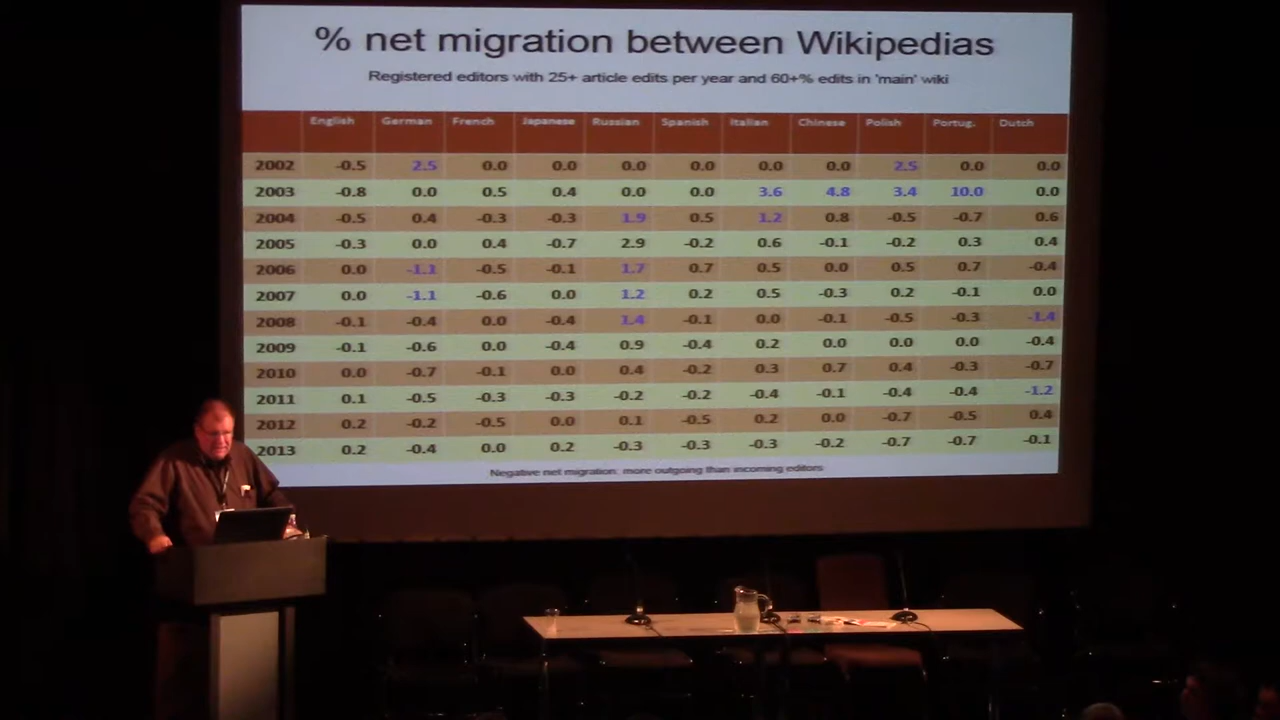 % net migration between Wikipedias
Registered editors with 25+ article edits per year and 60+% edits in 'main' wiki
English German French Japanese Russian Spanish Italian Chinese Polish Portug. Dutch
2002 -0.5 2.5 0.0 0.0 0.0 0.0 0.0 0.0 2.5 0.0 0.0
2003 -0.8 0.0 0.5 0.4 0.0 0.0 3.6 4.8 3.4 10.0 0.0
2004 -0.5 0.4 -0.3 -0.3 1.9 0.5 1.2 0.8 -0.5 -0.7 0.6
2005 -0.3 0.0 0.4 -0.7 2.9 -0.2 0.6 -0.1 -0.2 0.3 0.4
2006 0.0 -1.1 -0.5 -0.1 1.7 0.7 0.5 0.0 0.5 0.7 -0.4
2007 0.0 -1.1 -0.6 0.0 1.2 0.2 0.5 -0.3 0.2 -0.1 0.0
2008 -0.1 -0.4 0.0 -0.4 1.4 -0.1 0.0 -0.1 -0.5 -0.3 -1.4
2009 -0.1 -0.6 0.0 -0.4 0.9 -0.4 0.2 0.0 0.0 0.0 -0.4
2010 0.0 -0.7 -0.1 0.0 0.4 -0.2 0.3 0.7 0.4 -0.3 -0.7
2011 0.1 -0.5 -0.3 -0.3 -0.2 -0.2 -0.4 -0.1 -0.4 -0.4 -1.2
2012 0.2 -0.2 -0.5 0.0 0.1 -0.5 0.2 0.0 -0.7 -0.5 0.4
2013 0.2 -0.4 0.0 0.2 -0.3 -0.3 -0.3 -0.2 -0.7 -0.7 -0.1
Negative net migration: more outgoing than incoming editors